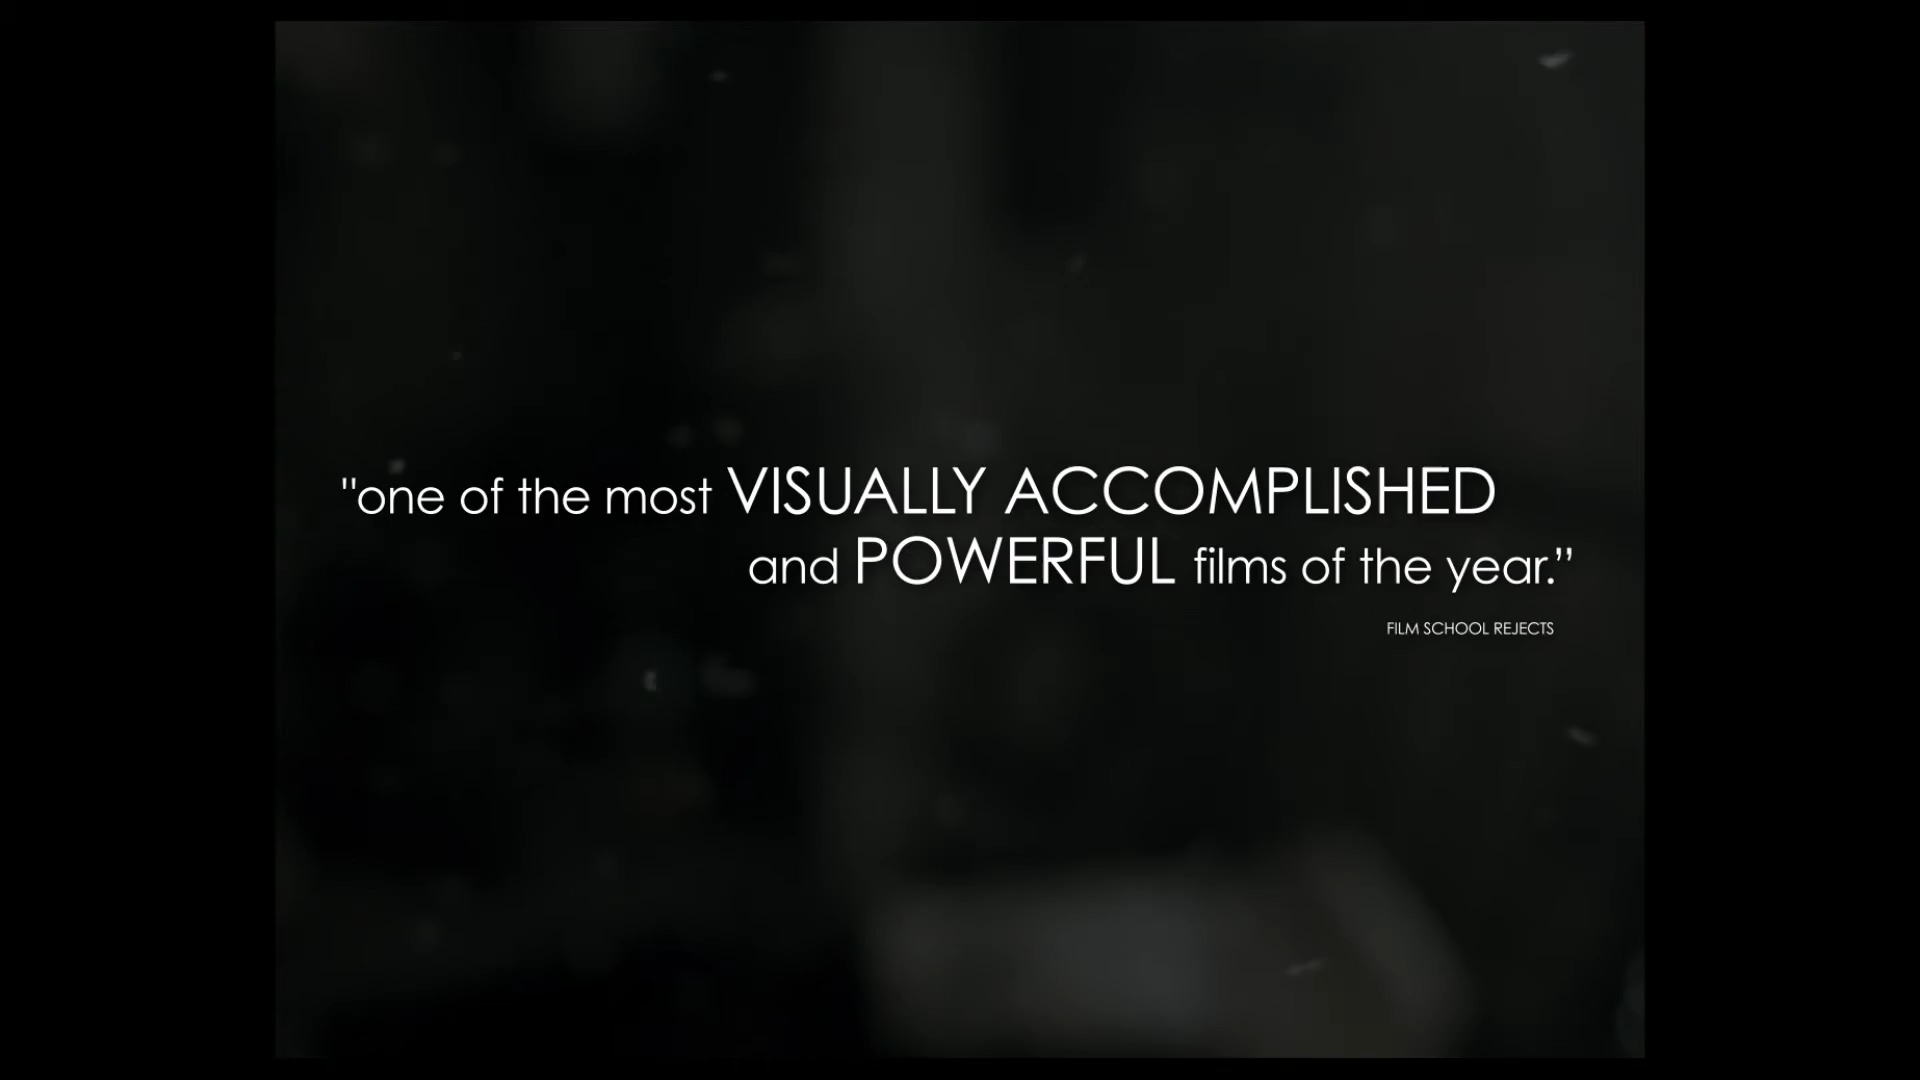 "one of the most VISUALLY ACCOMPLISHED
and POWERFUL films of the year.”
FILM SCHOOL REJECTS